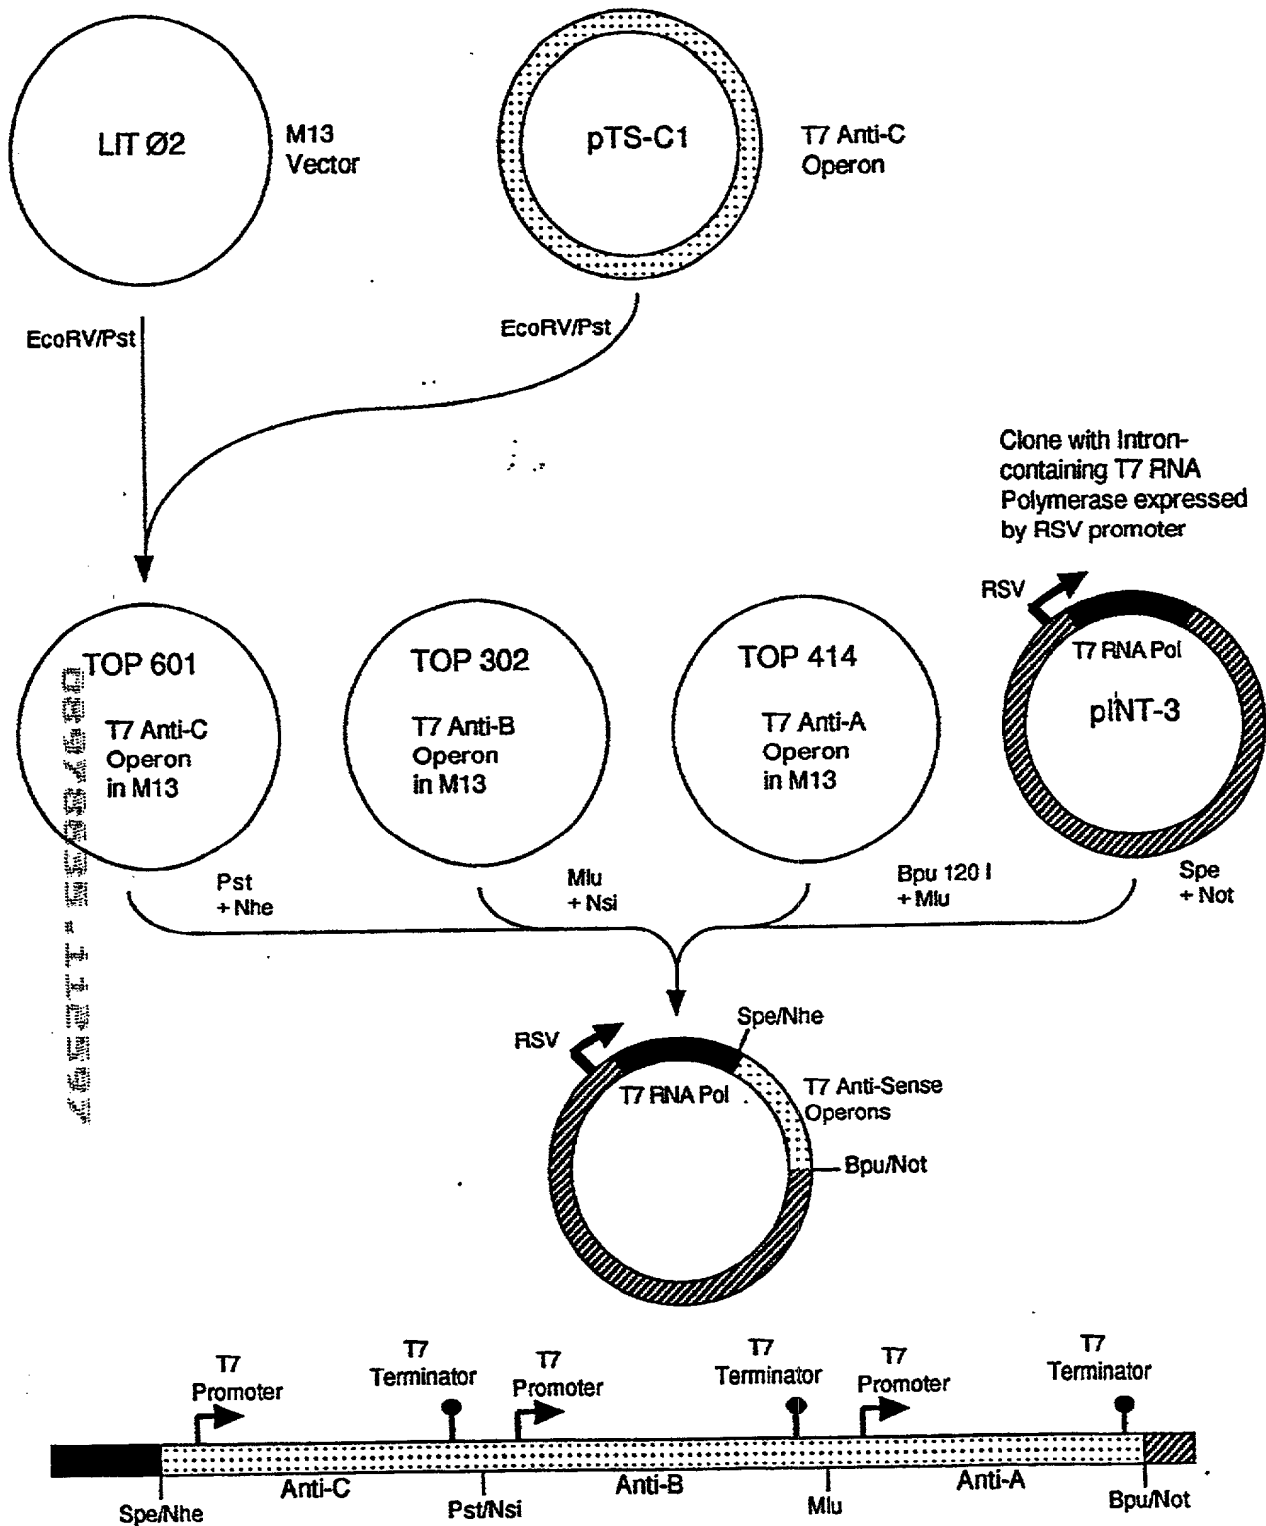 LIT Ø2
M13
Vector
pTS-C1
T7 Anti-C
Operon
EcoRV/Pst
EcoRV/Pst
Clone with Intron-
containing T7 RNA
Polymerase expressed
by RSV promoter
RSV
T7 RNA Pol
pINT-3
TOP 601
T7 Anti-C
Operon
in M13
TOP 302
T7 Anti-B
Operon
in M13
TOP 414
T7 Anti-A
Operon
in M13
Pst
+ Nhe
Mlu
+ Nsi
Bpu 120 I
+ Mlu
Spe
+ Not
RSV
Spe/Nhe
T7 RNA Pol
T7 Anti-Sense
Operons
Bpu/Not
T7
Promoter
T7
Terminator
T7
Promoter
T7
Terminator
T7
Promoter
T7
Terminator
Anti-C
Anti-B
Anti-A
Spe/Nhe
Pst/Nsi
Mlu
Bpu/Not